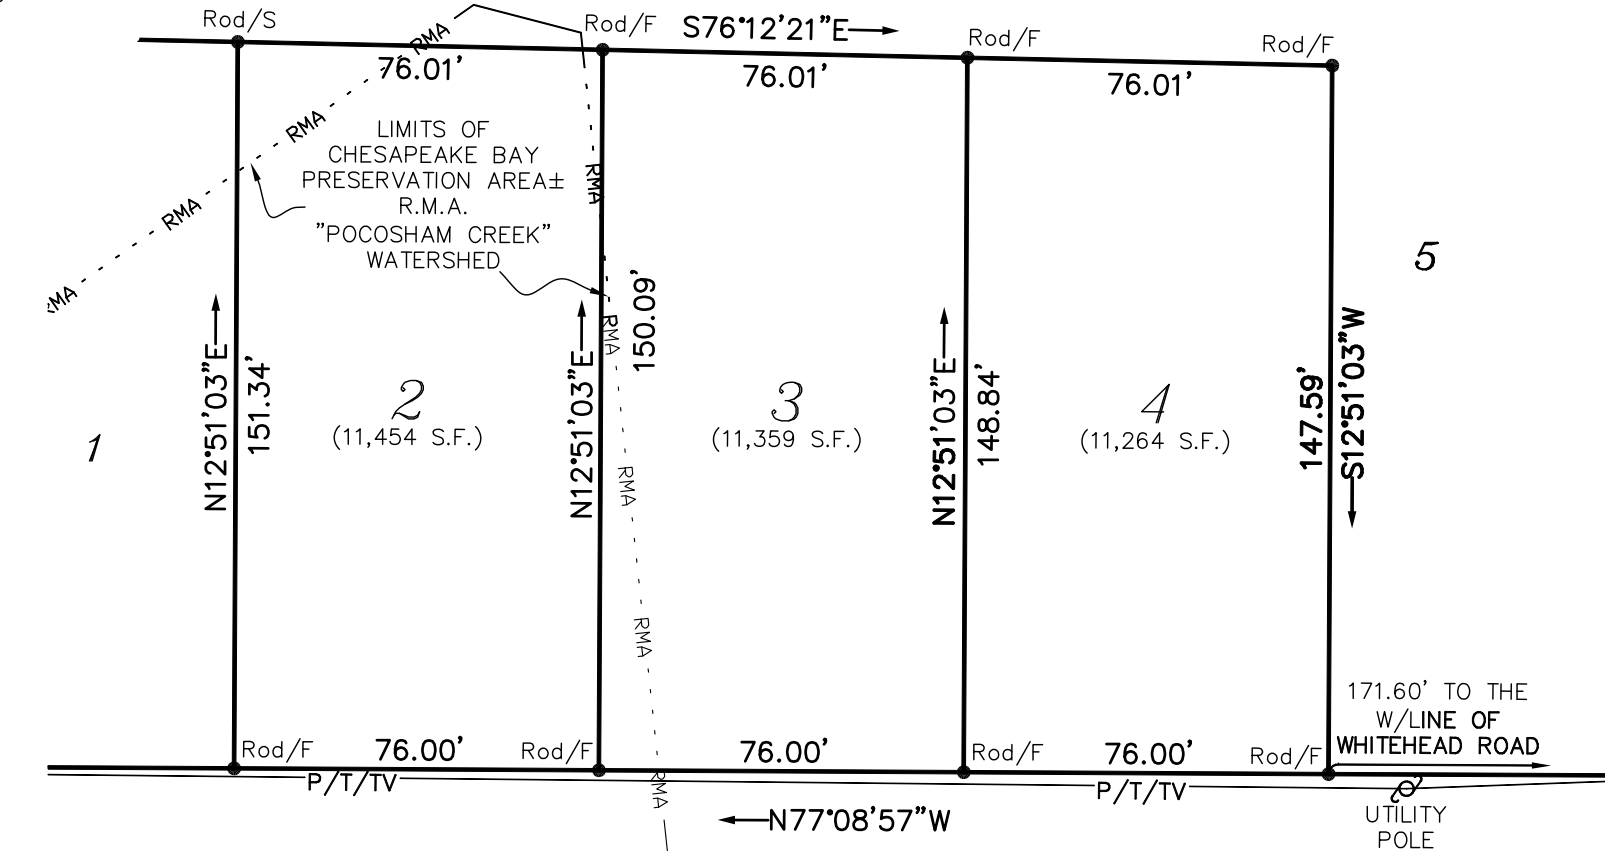 Rod/S
RMA
Rod/F
S76°12'21"E
Rod/F
Rod/F
76.01'
76.01'
76.01'
RMA
LIMITS OF
CHESAPEAKE BAY
PRESERVATION AREA±
R.M.A.
"POCOSHAM CREEK"
WATERSHED
RMA
RMA
RMA
5
N12°51'03"E
151.34'
N12°51'03"E
150.09'
RMA
N12°51'03"E
148.84'
147.59'
S12°51'03"W
1
2
(11,454 S.F.)
3
(11,359 S.F.)
4
(11,264 S.F.)
RMA
RMA
171.60' TO THE
W/LINE OF
WHITEHEAD ROAD
Rod/F
76.00'
Rod/F
76.00'
Rod/F
76.00'
Rod/F
P/T/TV
RMA
P/T/TV
N77°08'57"W
UTILITY
POLE